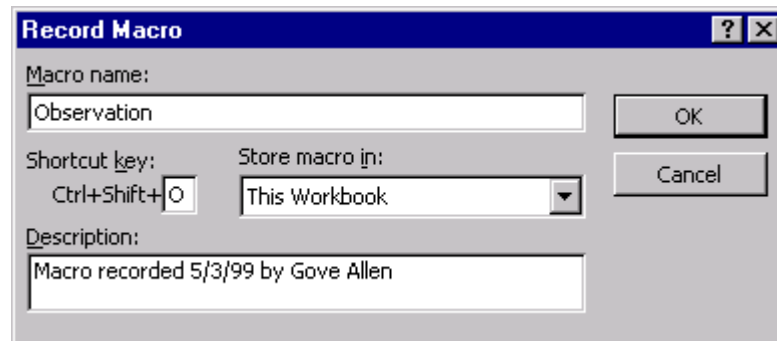 Record Macro
Macro name:
Observation
OK
Shortcut key:
Store macro in:
Ctrl+Shift+ O
This Workbook
Cancel
Description:
Macro recorded 5/3/99 by Gove Allen